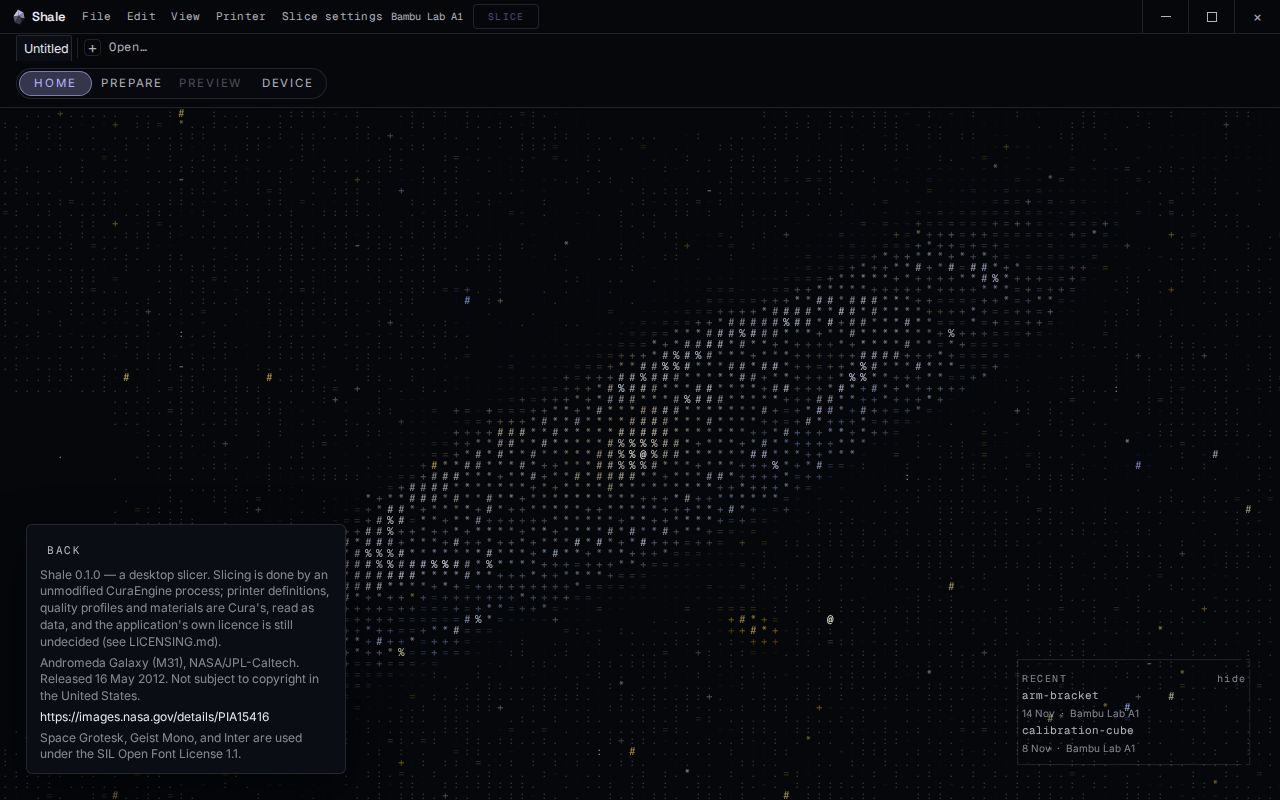 Shale File Edit View Printer Slice settings Bambu Lab A1 SLICE
Untitled + Open…
HOME PREPARE PREVIEW DEVICE
BACK
Shale 0.1.0 — a desktop slicer. Slicing is done by an
unmodified CuraEngine process; printer definitions,
quality profiles and materials are Cura's, read as
data, and the application's own licence is still
undecided (see LICENSING.md).
Andromeda Galaxy (M31), NASA/JPL-Caltech.
Released 16 May 2012. Not subject to copyright in
the United States.
https://images.nasa.gov/details/PIA15416
Space Grotesk, Geist Mono, and Inter are used
under the SIL Open Font License 1.1.
RECENT hide
arm-bracket
14 Nov · Bambu Lab A1
calibration-cube
8 Nov · Bambu Lab A1